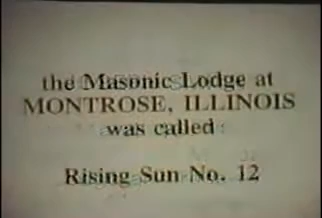 the Masonic Lodge at
MONTROSE, ILLINOIS
was called:
Rising Sun No. 12